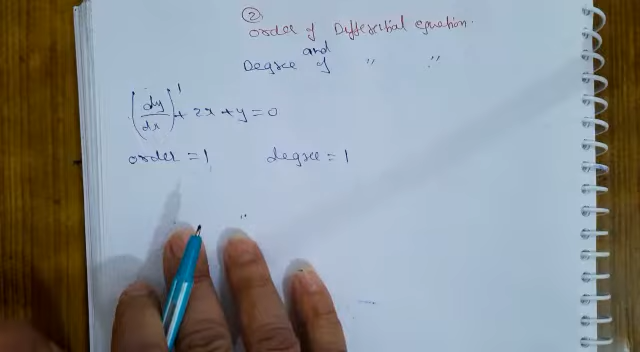 ②
Order of Differential equation.
and
Degree of " "
(dy/dx)¹ + 2x + y = 0
order = 1 degree = 1